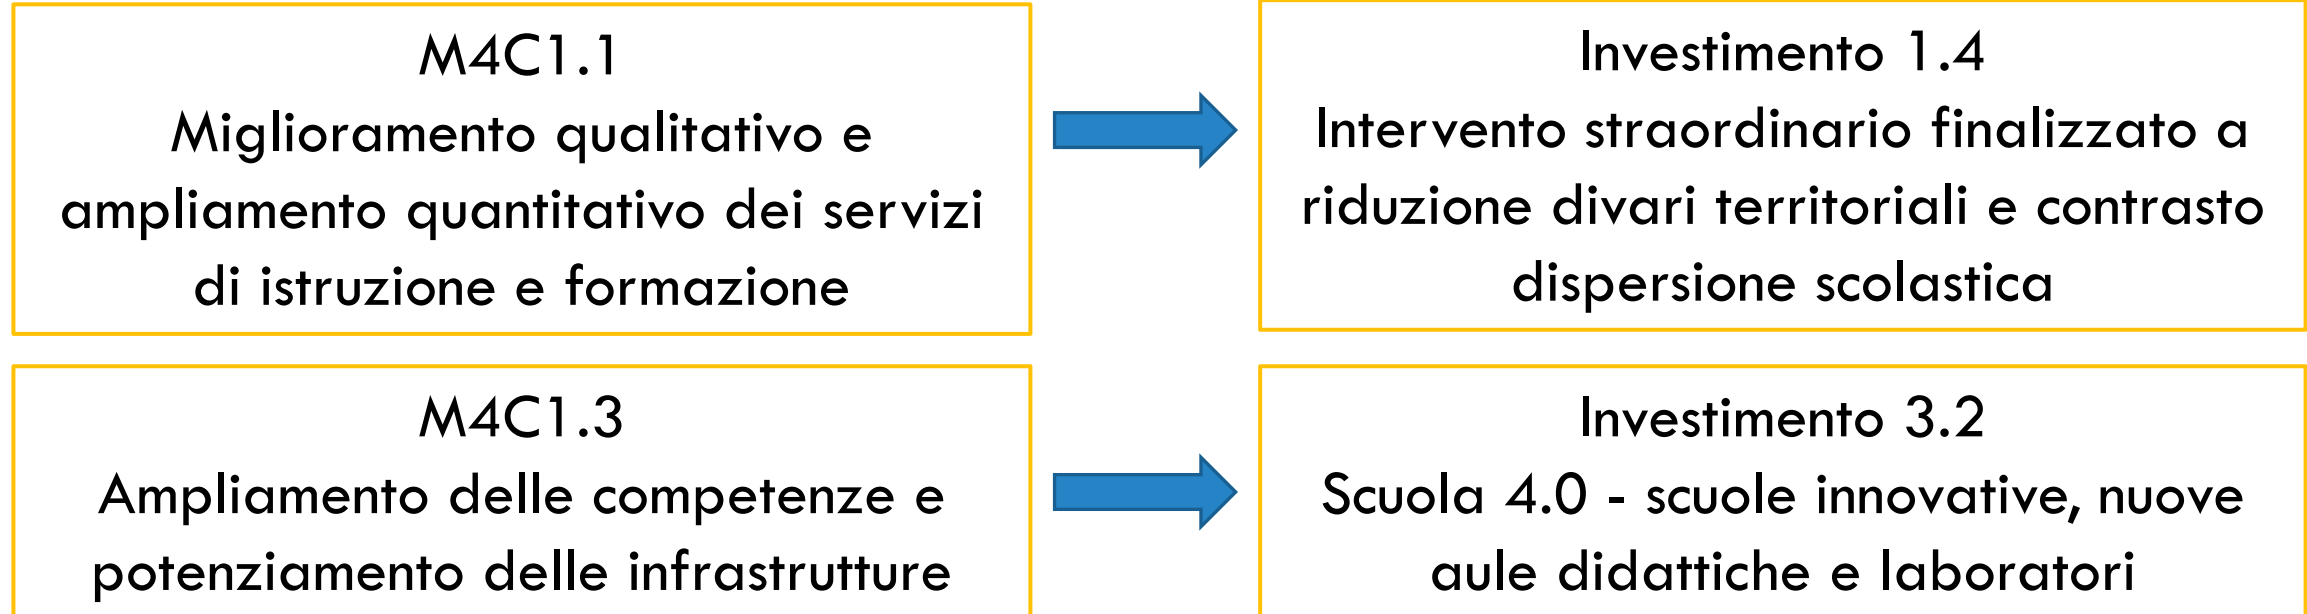 M4C1.1
Miglioramento qualitativo e
ampliamento quantitativo dei servizi
di istruzione e formazione
Investimento 1.4
Intervento straordinario finalizzato a
riduzione divari territoriali e contrasto
dispersione scolastica
M4C1.3
Ampliamento delle competenze e
potenziamento delle infrastrutture
Investimento 3.2
Scuola 4.0 - scuole innovative, nuove
aule didattiche e laboratori